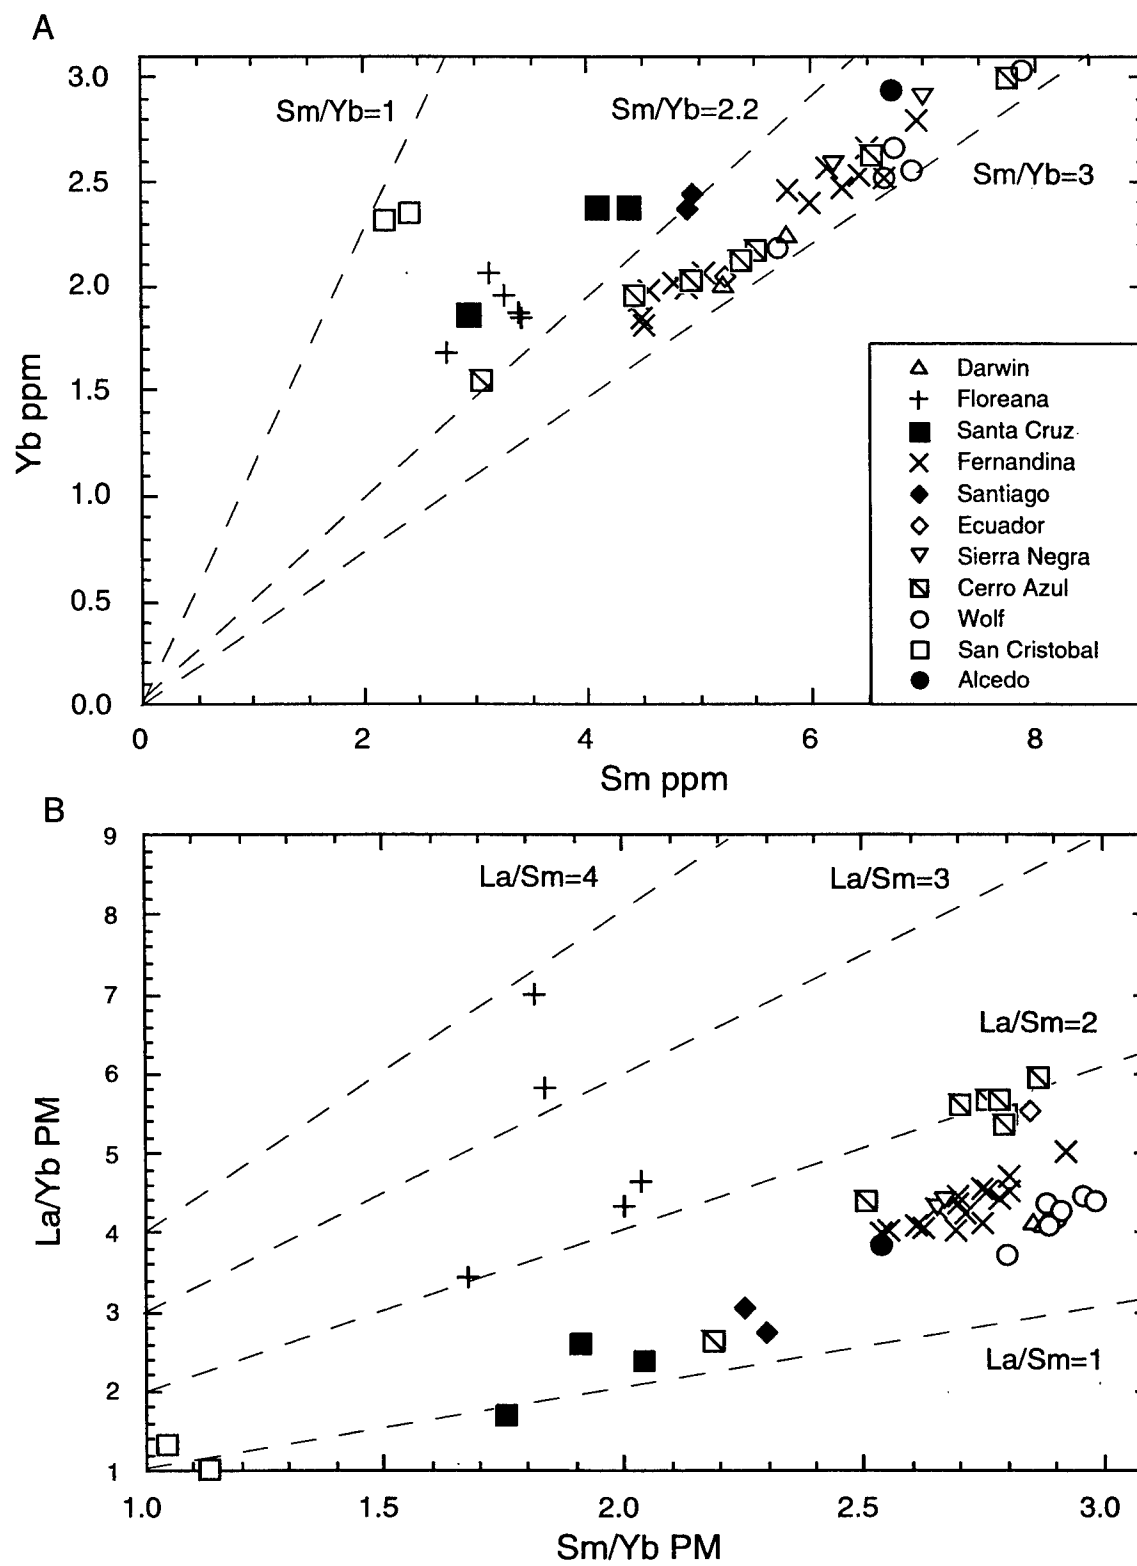 A
Sm/Yb=1
Sm/Yb=2.2
Sm/Yb=3
3.0
2.5
2.0
1.5
1.0
0.5
0.0
Yb ppm
0 2 4 6 8
Sm ppm
Darwin
Floreana
Santa Cruz
Fernandina
Santiago
Ecuador
Sierra Negra
Cerro Azul
Wolf
San Cristobal
Alcedo
B
La/Sm=4
La/Sm=3
La/Sm=2
La/Sm=1
9
8
7
6
5
4
3
2
1
La/Yb PM
1.0 1.5 2.0 2.5 3.0
Sm/Yb PM